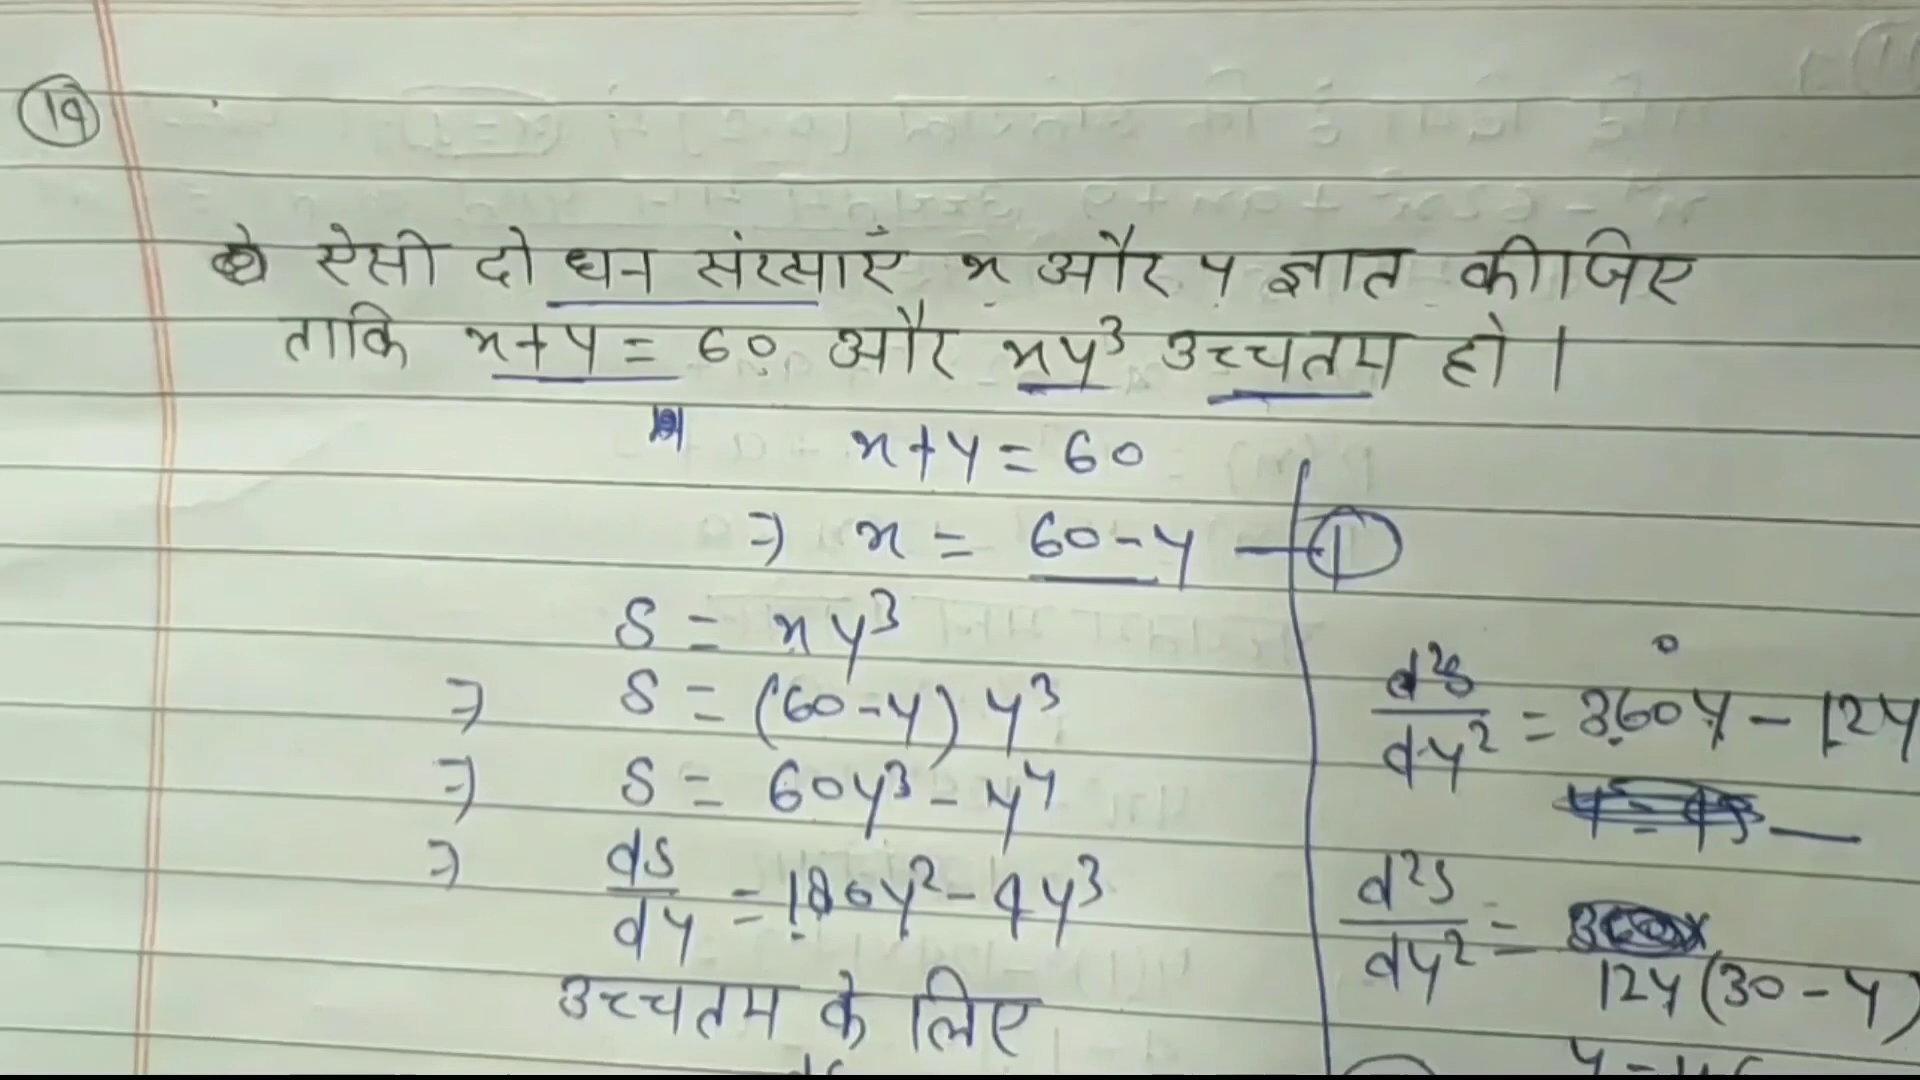 19
ऐसी दो धन संख्याएँ x और y ज्ञात कीजिए
ताकि x+y = 60 और xy³ उच्चतम हो।
x+y = 60
⇒ x = 60-y — ①
S = xy³
⇒ S = (60-y) y³
⇒ S = 60y³ - y⁴
⇒ dS/dy = 180y² - 4y³
उच्चतम के लिए
d²s/dy² = 360y - 12y
d²s/dy² =
12y (30-y)